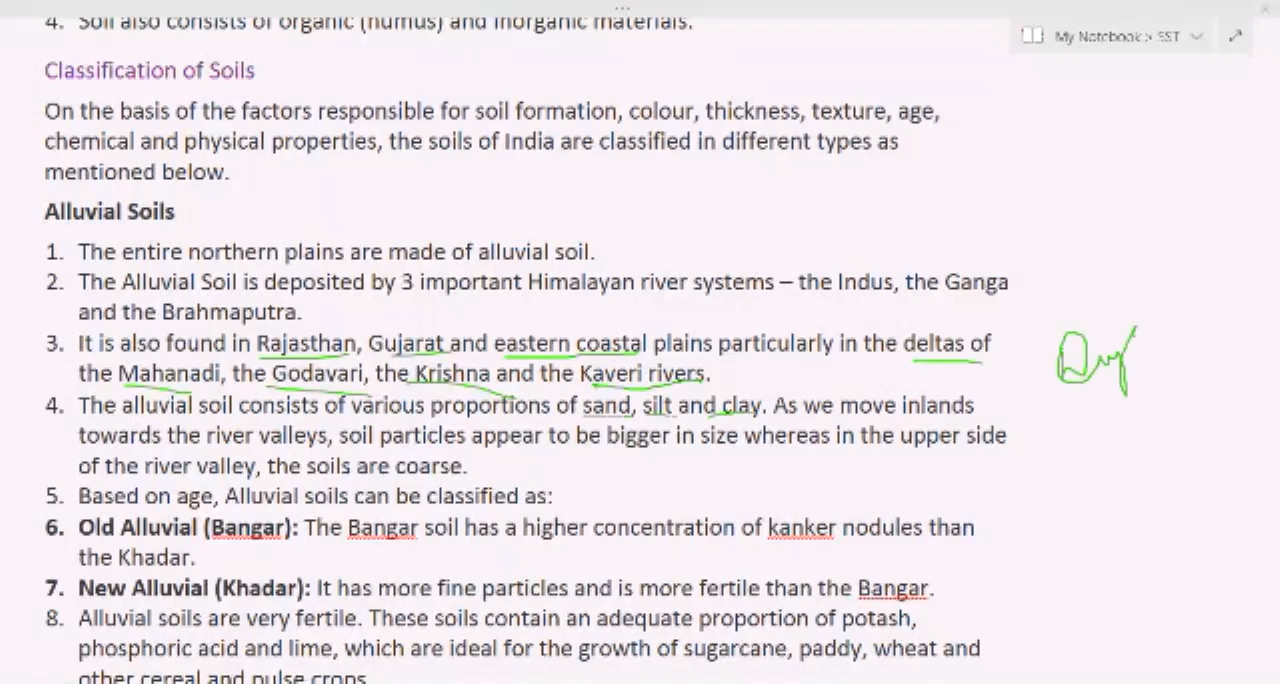 4. Soil also consists of organic (humus) and inorganic materials.
My Notebook > SST
Classification of Soils
On the basis of the factors responsible for soil formation, colour, thickness, texture, age,
chemical and physical properties, the soils of India are classified in different types as
mentioned below.
Alluvial Soils
1. The entire northern plains are made of alluvial soil.
2. The Alluvial Soil is deposited by 3 important Himalayan river systems – the Indus, the Ganga
and the Brahmaputra.
3. It is also found in Rajasthan, Gujarat and eastern coastal plains particularly in the deltas of
the Mahanadi, the Godavari, the Krishna and the Kaveri rivers.
4. The alluvial soil consists of various proportions of sand, silt and clay. As we move inlands
towards the river valleys, soil particles appear to be bigger in size whereas in the upper side
of the river valley, the soils are coarse.
5. Based on age, Alluvial soils can be classified as:
6. Old Alluvial (Bangar): The Bangar soil has a higher concentration of kanker nodules than
the Khadar.
7. New Alluvial (Khadar): It has more fine particles and is more fertile than the Bangar.
8. Alluvial soils are very fertile. These soils contain an adequate proportion of potash,
phosphoric acid and lime, which are ideal for the growth of sugarcane, paddy, wheat and
other cereal and pulse crops.